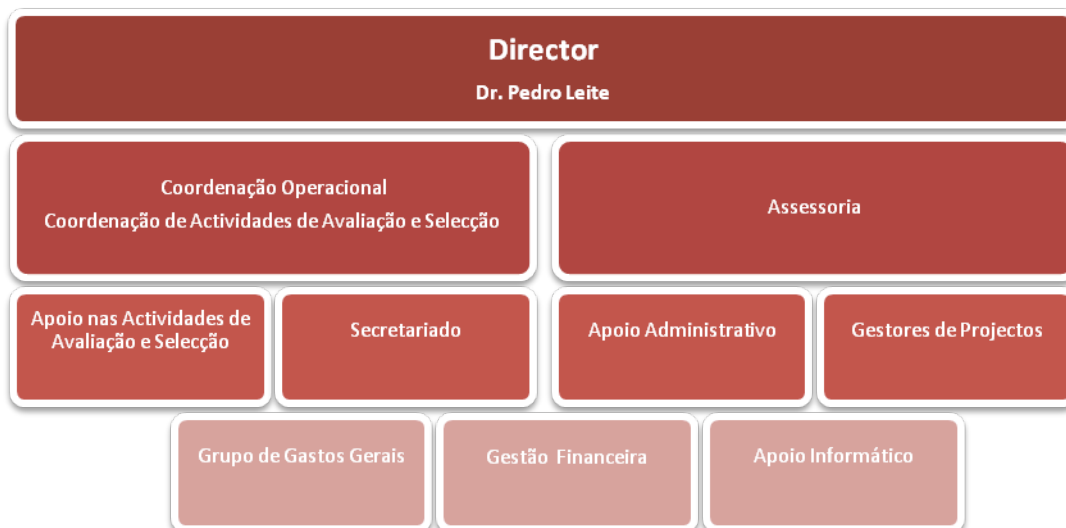 Director
Dr. Pedro Leite
Coordenação Operacional
Coordenação de Actividades de Avaliação e Selecção
Assessoria
Apoio nas Actividades de
Avaliação e Selecção
Secretariado
Apoio Administrativo
Gestores de Projectos
Grupo de Gastos Gerais
Gestão Financeira
Apoio Informático